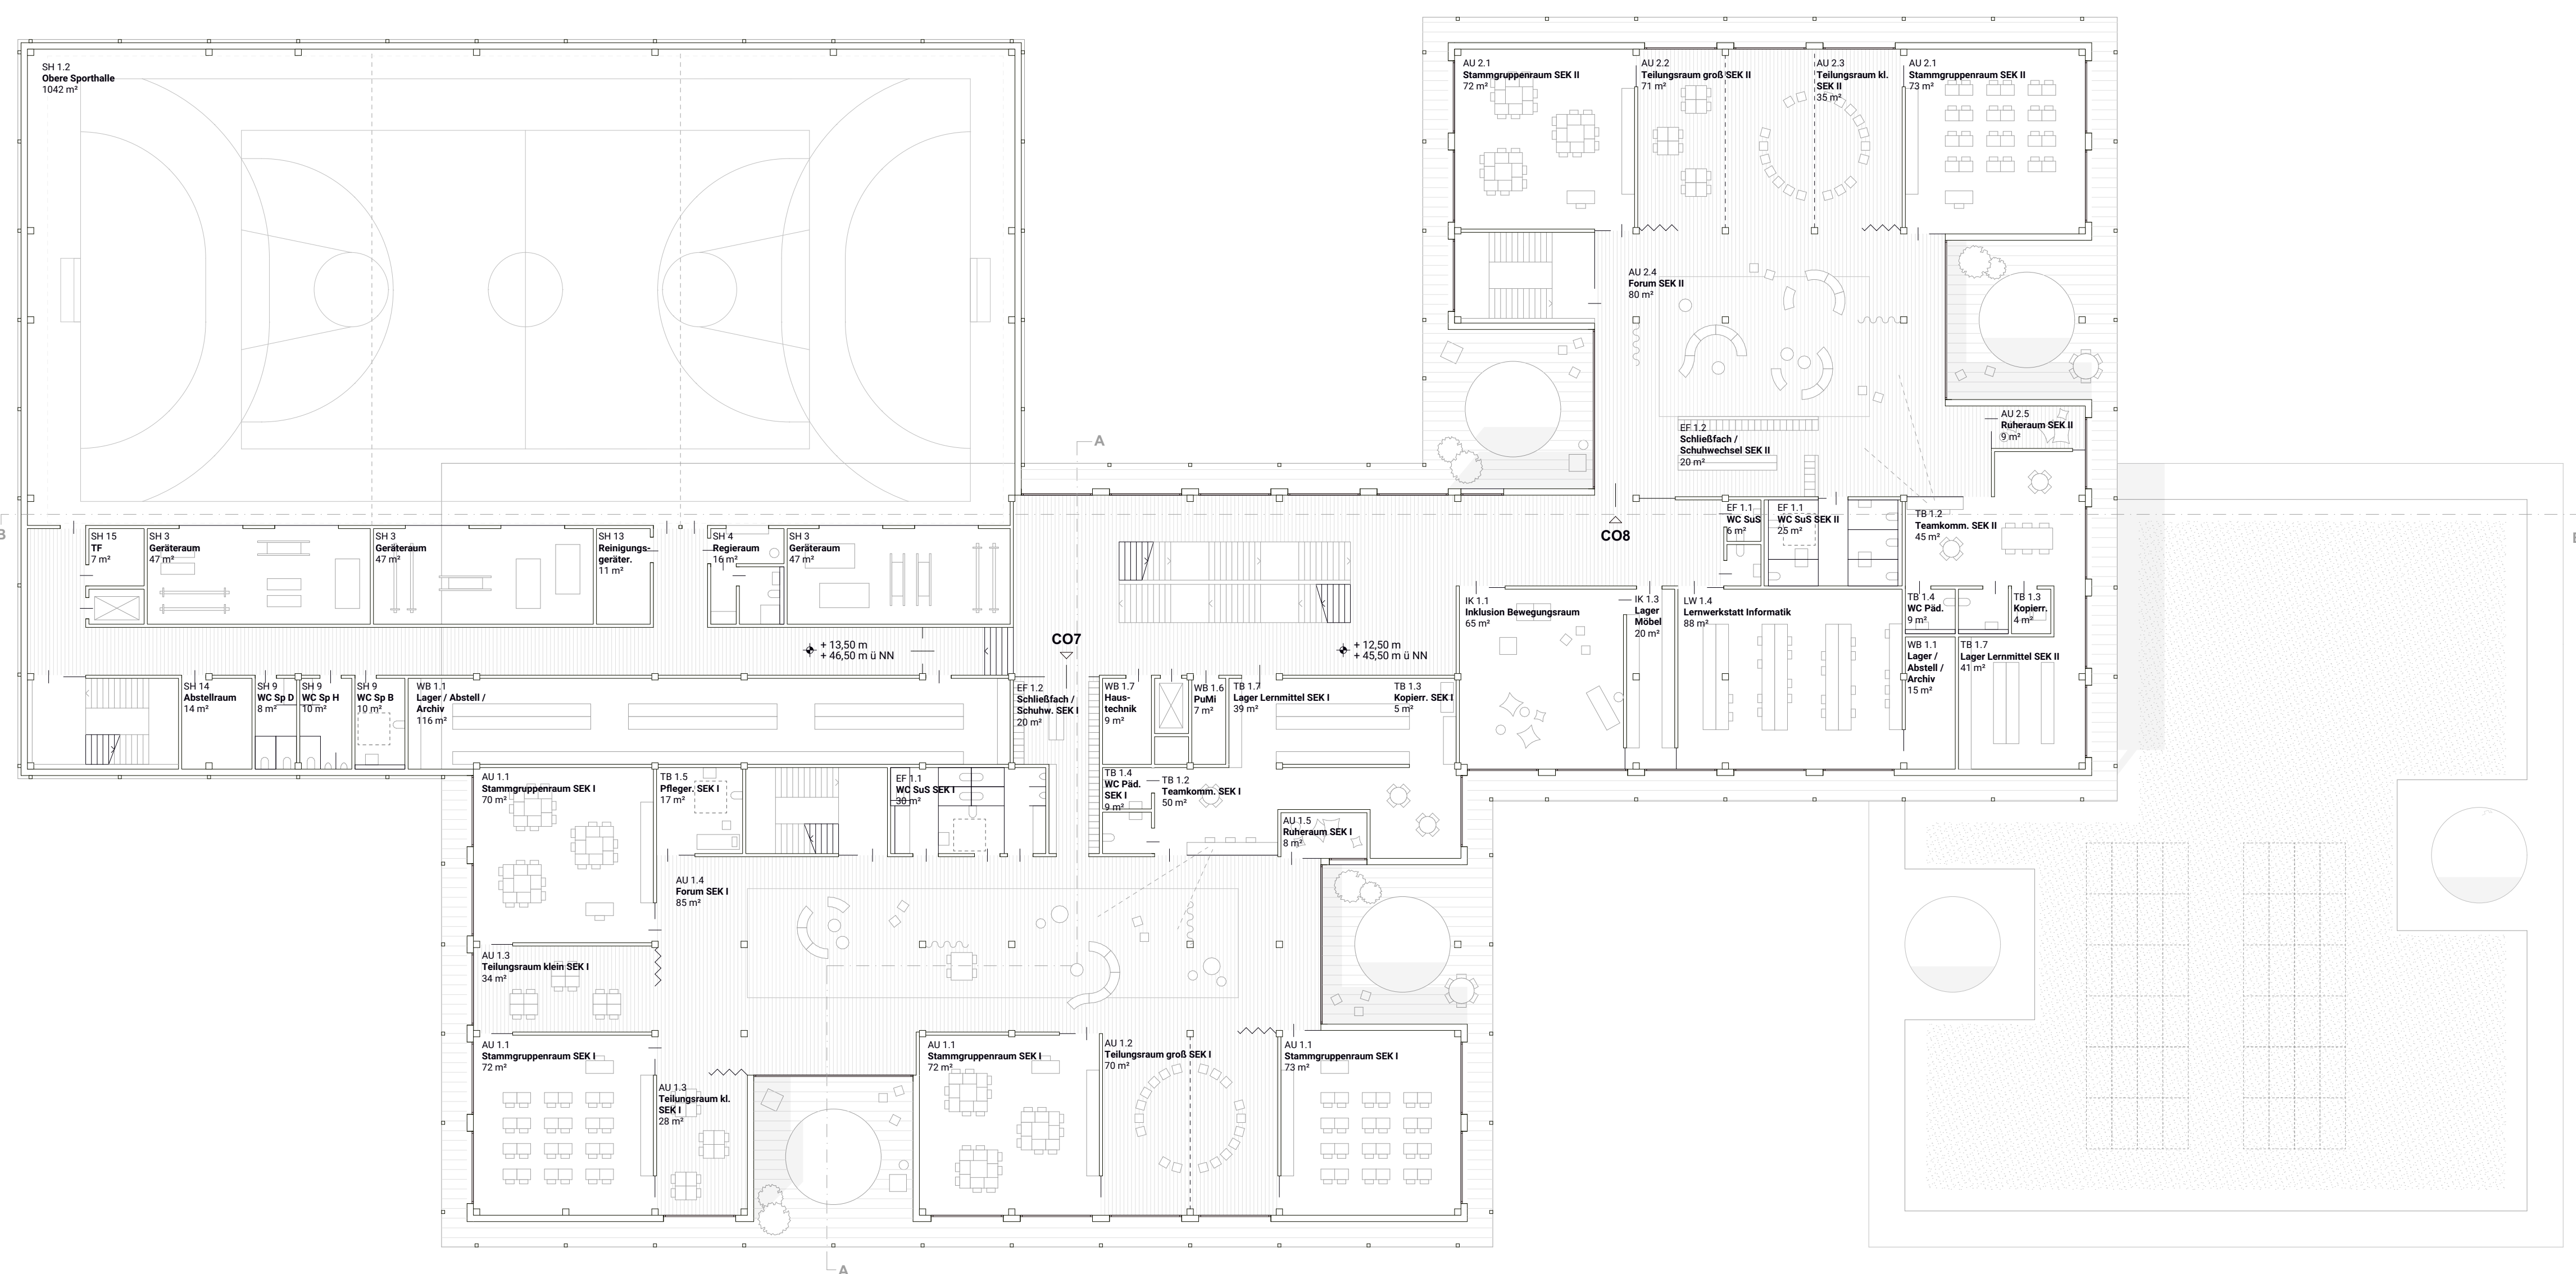 SH 1.2
Obere Sporthalle
1042 m²
AU 2.1
Stammgruppenraum SEK II
72 m²
AU 2.2
Teilungsraum groß SEK II
71 m²
AU 2.3
Teilungsraum kl.
SEK II
35 m²
AU 2.1
Stammgruppenraum SEK II
73 m²
AU 2.4
Forum SEK II
80 m²
AU 2.5
Ruheraum SEK II
9 m²
EF 1.2
Schließfach /
Schuhwechsel SEK II
20 m²
A
B
SH 15
TF
7 m²
SH 3
Geräteraum
47 m²
SH 3
Geräteraum
47 m²
SH 13
Reinigungs-
geräter.
11 m²
SH 4
Regieraum
16 m²
SH 3
Geräteraum
47 m²
CO8
EF 1.1
WC SuS
6 m²
EF 1.1
WC SuS SEK II
25 m²
TB 1.2
Teamkomm. SEK II
45 m²
CO7
+ 13,50 m
+ 46,50 m ü NN
+ 12,50 m
+ 45,50 m ü NN
IK 1.1
Inklusion Bewegungsraum
65 m²
IK 1.3
Lager
Möbel
20 m²
LW 1.4
Lernwerkstatt Informatik
88 m²
TB 1.4
WC Päd.
9 m²
TB 1.3
Kopierr.
4 m²
WB 1.1
Lager /
Abstell /
Archiv
15 m²
TB 1.7
Lager Lernmittel SEK II
41 m²
SH 14
Abstellraum
14 m²
SH 9
WC Sp D
8 m²
SH 9
WC Sp H
10 m²
SH 9
WC Sp B
10 m²
WB 1.1
Lager / Abstell /
Archiv
116 m²
EF 1.2
Schließfach /
Schuhw. SEK I
20 m²
WB 1.7
Haus-
technik
9 m²
WB 1.6
PuMi
7 m²
TB 1.7
Lager Lernmittel SEK I
39 m²
TB 1.3
Kopierr. SEK I
5 m²
AU 1.1
Stammgruppenraum SEK I
70 m²
TB 1.5
Pfleger. SEK I
17 m²
EF 1.1
WC SuS SEK I
30 m²
TB 1.4
WC Päd.
SEK I
9 m²
TB 1.2
Teamkomm. SEK I
50 m²
AU 1.5
Ruheraum SEK I
8 m²
AU 1.4
Forum SEK I
85 m²
AU 1.3
Teilungsraum klein SEK I
34 m²
AU 1.1
Stammgruppenraum SEK I
72 m²
AU 1.3
Teilungsraum kl.
SEK I
28 m²
AU 1.1
Stammgruppenraum SEK I
72 m²
AU 1.2
Teilungsraum groß SEK I
70 m²
AU 1.1
Stammgruppenraum SEK I
73 m²
A